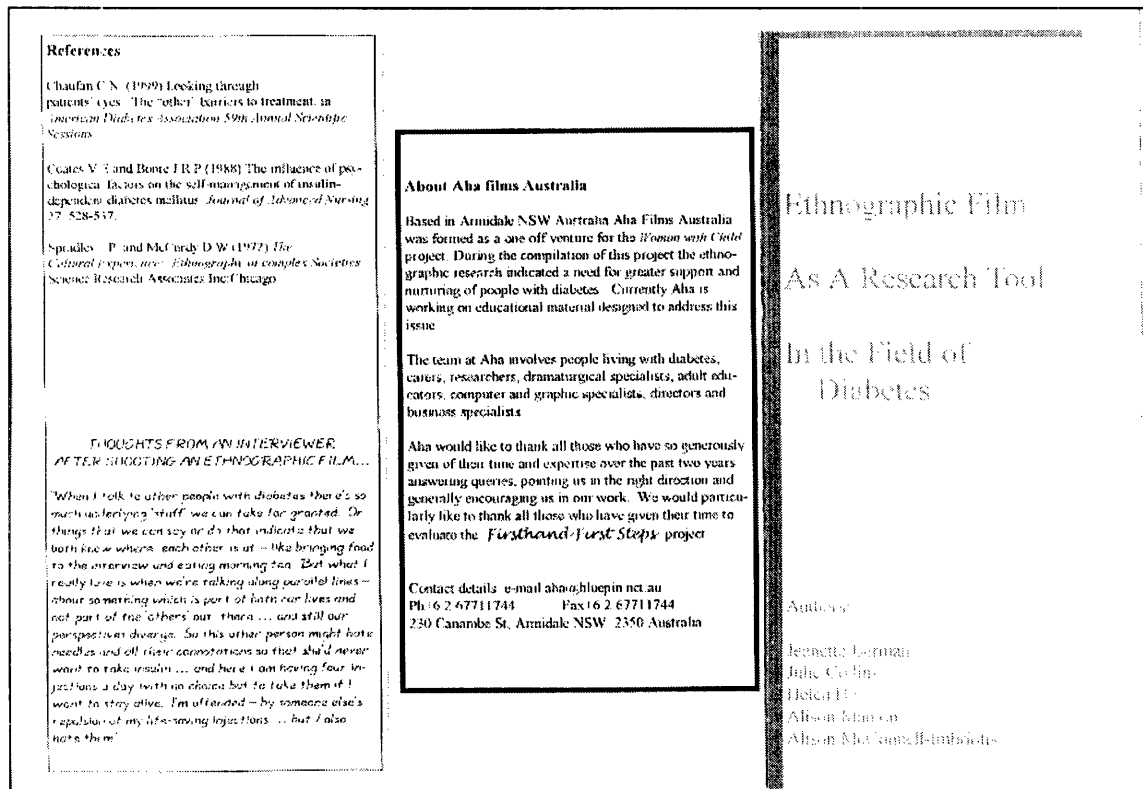 References
Chaufan C N (1999) Looking through
patients' eyes The "other" barriers to treatment, in
American Diabetes Association 59th Annual Scientific
Sessions
Coates V E and Boore J R P (1988) The influence of psy-
chological factors on the self-management of insulin-
dependent diabetes mellitus. Journal of Advanced Nursing
27 528-537.
Spradley P and McCurdy D W (1972) The
Cultural Experience: Ethnography in complex Societies
Science Research Associates Inc:Chicago
THOUGHTS FROM AN INTERVIEWER
AFTER SHOOTING AN ETHNOGRAPHIC FILM...
'When I talk to other people with diabetes there's so
much underlying 'stuff' we can take for granted. Or
things that we can say or do that indicate that we
both know where each other is at – like bringing food
to the interview and eating morning tea. But what I
really love is when we're talking along parallel lines –
about something which is part of both our lives and
not part of the 'others' out there ... and still our
perspectives diverge. So this other person might hate
needles and all their connotations so that she'd never
want to take insulin ... and here I am having four in-
jections a day with no choice but to take them if I
want to stay alive. I'm offended – by someone else's
repulsion of my life-saving injections ... but I also
hate them'
About Aha films Australia
Based in Armidale NSW Australia Aha Films Australia
was formed as a one off venture for the Woman with Child
project. During the compilation of this project the ethno-
graphic research indicated a need for greater support and
nurturing of people with diabetes Currently Aha is
working on educational material designed to address this
issue
The team at Aha involves people living with diabetes,
carers, researchers, dramaturgical specialists, adult edu-
cators, computer and graphic specialists, directors and
business specialists
Aha would like to thank all those who have so generously
given of their time and expertise over the past two years
answering queries, pointing us in the right direction and
generally encouraging us in our work. We would particu-
larly like to thank all those who have given their time to
evaluate the Firsthand-First Steps project
Contact details e-mail aha@bluepin.net.au
Ph+6 2 67711744 Fax+6 2 67711744
230 Canambe St, Armidale NSW 2350 Australia
Ethnographic Film
As A Research Tool
In the Field of
Diabetes
Authors:
Jeanette
Julie Collins
Helen
Alison
Alison McConnell-Imbriotis